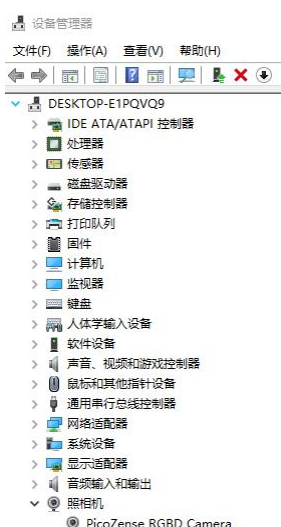 设备管理器
文件(F) 操作(A) 查看(V) 帮助(H)
DESKTOP-E1PQVQ9
IDE ATA/ATAPI 控制器
处理器
传感器
磁盘驱动器
存储控制器
打印队列
固件
计算机
监视器
键盘
人体学输入设备
软件设备
声音、视频和游戏控制器
鼠标和其他指针设备
通用串行总线控制器
网络适配器
系统设备
显示适配器
音频输入和输出
照相机
PicoZense RGBD Camera